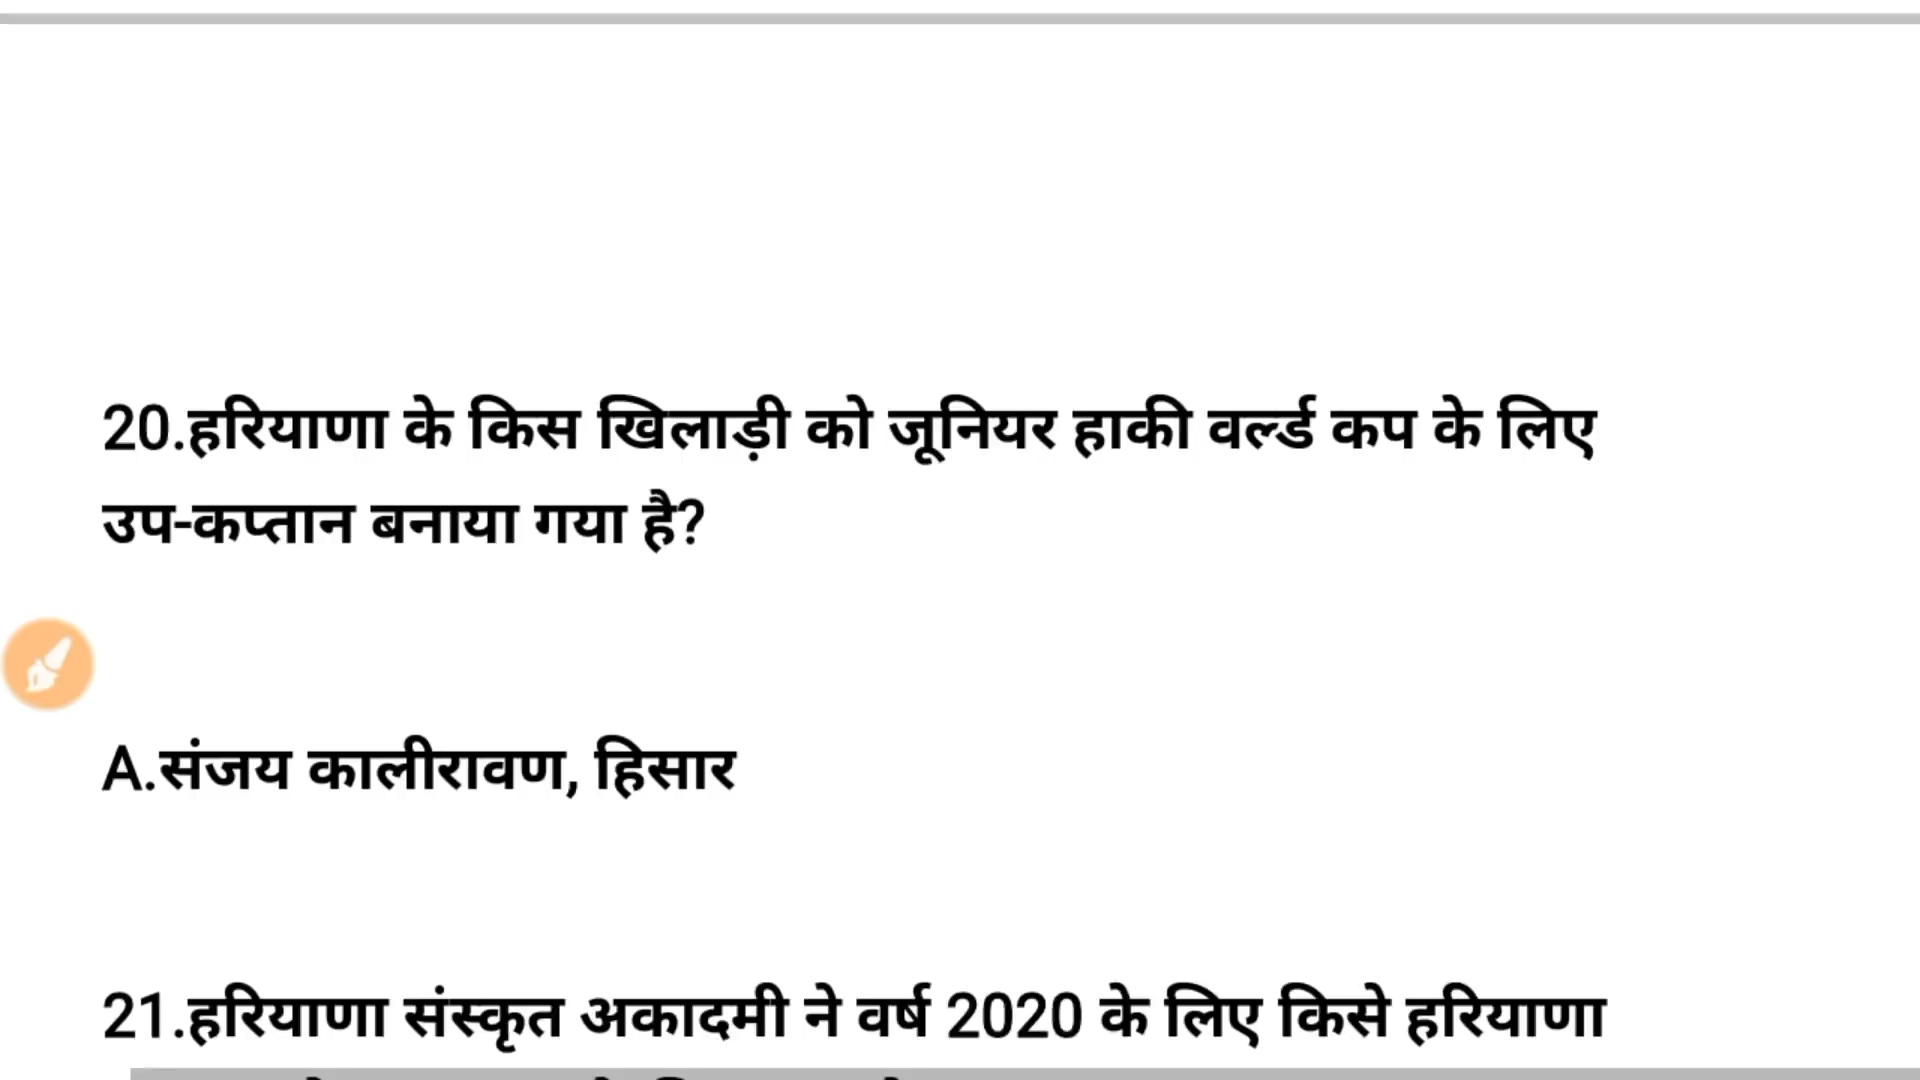 20.हरियाणा के किस खिलाड़ी को जूनियर हाकी वर्ल्ड कप के लिए
उप-कप्तान बनाया गया है?
A.संजय कालीरावण, हिसार
21.हरियाणा संस्कृत अकादमी ने वर्ष 2020 के लिए किसे हरियाणा